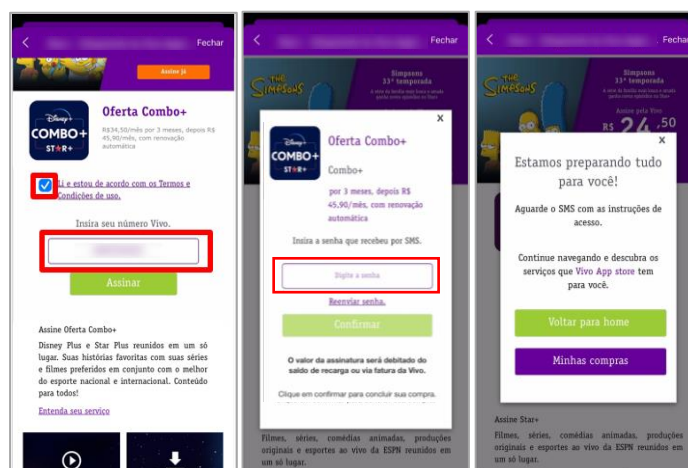 Fechar
Assine já
Disney+
COMBO+
ST★R+
Oferta Combo+
R$34,50/mês por 3 meses, depois R$
45,90/mês, com renovação
automática
Li e estou de acordo com os Termos e
Condições de uso.
Insira seu número Vivo.
Assinar
Assine Oferta Combo+
Disney Plus e Star Plus reunidos em um só
lugar. Suas histórias favoritas com suas séries
e filmes preferidos em conjunto com o melhor
do esporte nacional e internacional. Conteúdo
para todos!
Entenda seu serviço
Fechar
THE
SIMPSONS
Simpsons
33ª temporada
X
Disney+
COMBO+
ST★R+
Oferta Combo+
Combo+
por 3 meses, depois R$
45,90/mês, com renovação
automática
Insira a senha que recebeu por SMS.
Digite a senha
Reenviar senha.
Confirmar
O valor da assinatura será debitado do
saldo de recarga ou via fatura da Vivo.
Clique em confirmar para concluir sua compra.
Filmes, séries, comédias animadas, produções
originais e esportes ao vivo da ESPN reunidos em
um só lugar.
Fechar
THE
SIMPSONS
Simpsons
33ª temporada
Assine pela Vivo
R$ 24,50
X
Estamos preparando tudo
para você!
Aguarde o SMS com as instruções de
acesso.
Continue navegando e descubra os
serviços que Vivo App store tem
para você.
Voltar para home
Minhas compras
Assine Star+
Filmes, séries, comédias animadas, produções
originais e esportes ao vivo da ESPN reunidos em
um só lugar.